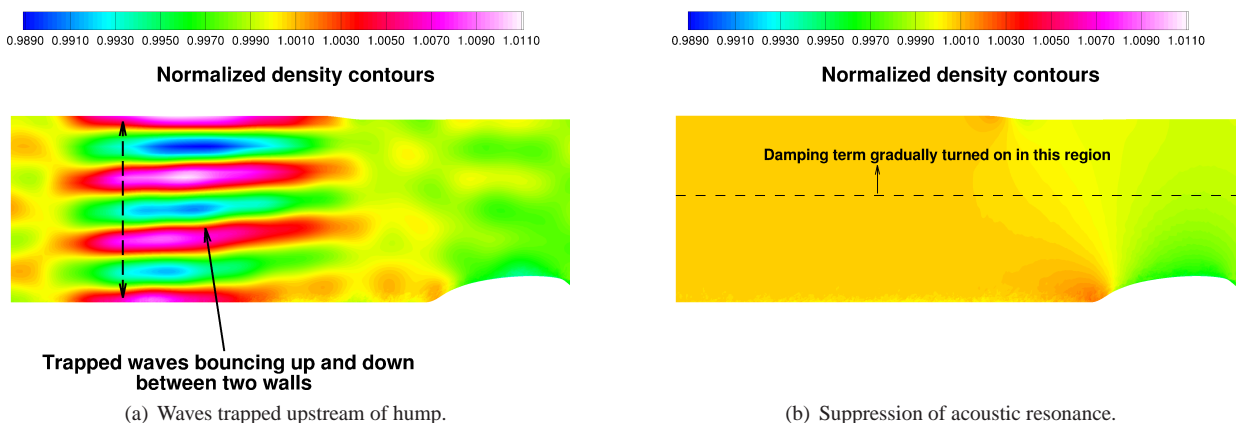 0.9890 0.9910 0.9930 0.9950 0.9970 0.9990 1.0010 1.0030 1.0050 1.0070 1.0090 1.0110
Normalized density contours
Trapped waves bouncing up and down
between two walls
(a) Waves trapped upstream of hump.
0.9890 0.9910 0.9930 0.9950 0.9970 0.9990 1.0010 1.0030 1.0050 1.0070 1.0090 1.0110
Normalized density contours
Damping term gradually turned on in this region
(b) Suppression of acoustic resonance.